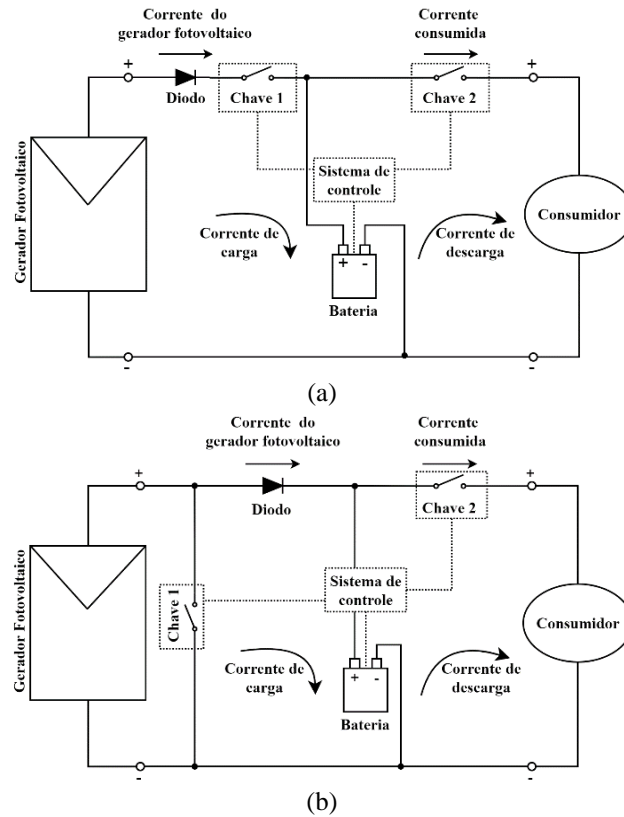 Corrente do
gerador fotovoltaico
Corrente
consumida
+
+
Diodo
Chave 1
Chave 2
Gerador Fotovoltaico
Sistema de
controle
Corrente de
carga
Corrente de
descarga
Consumidor
+ -
Bateria
-
-
(a)
Corrente do
gerador fotovoltaico
Corrente
consumida
+
+
Diodo
Chave 2
Gerador Fotovoltaico
Chave 1
Sistema de
controle
Corrente de
carga
Corrente de
descarga
Consumidor
+ -
Bateria
-
-
(b)